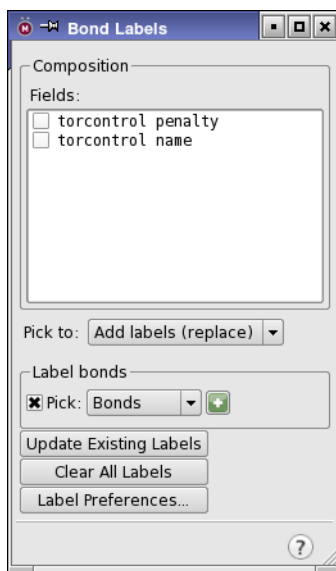 Bond Labels
Composition
Fields:
torcontrol penalty
torcontrol name
Pick to: Add labels (replace)
Label bonds
Pick: Bonds
Update Existing Labels
Clear All Labels
Label Preferences...
?